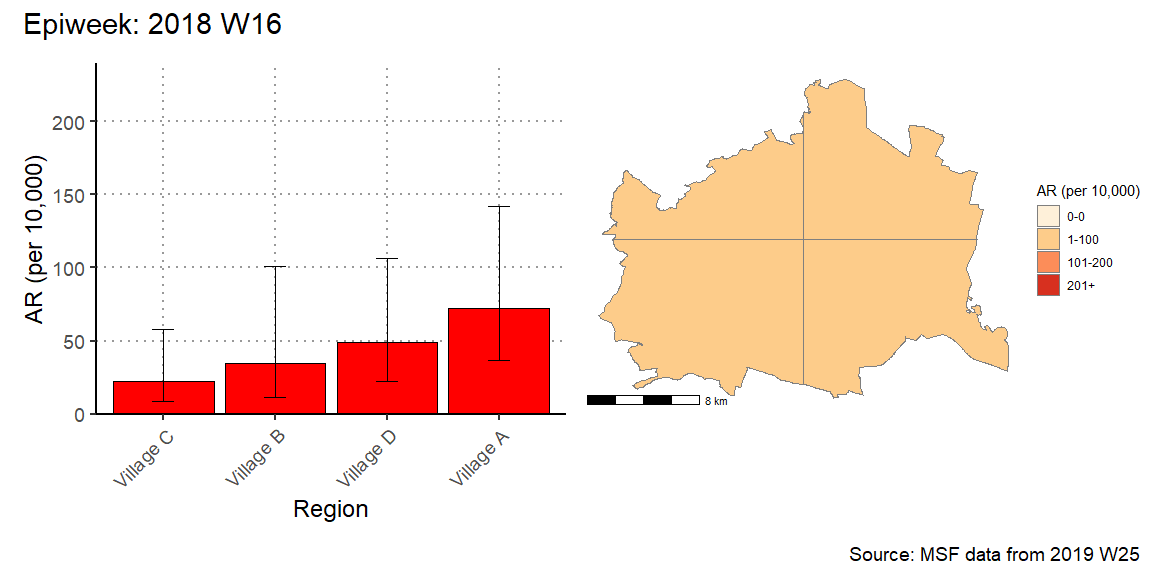 Epiweek: 2018 W16
AR (per 10,000)
200
150
100
50
0
Village C
Village B
Village D
Village A
Region
AR (per 10,000)
0-0
1-100
101-200
201+
8 km
Source: MSF data from 2019 W25